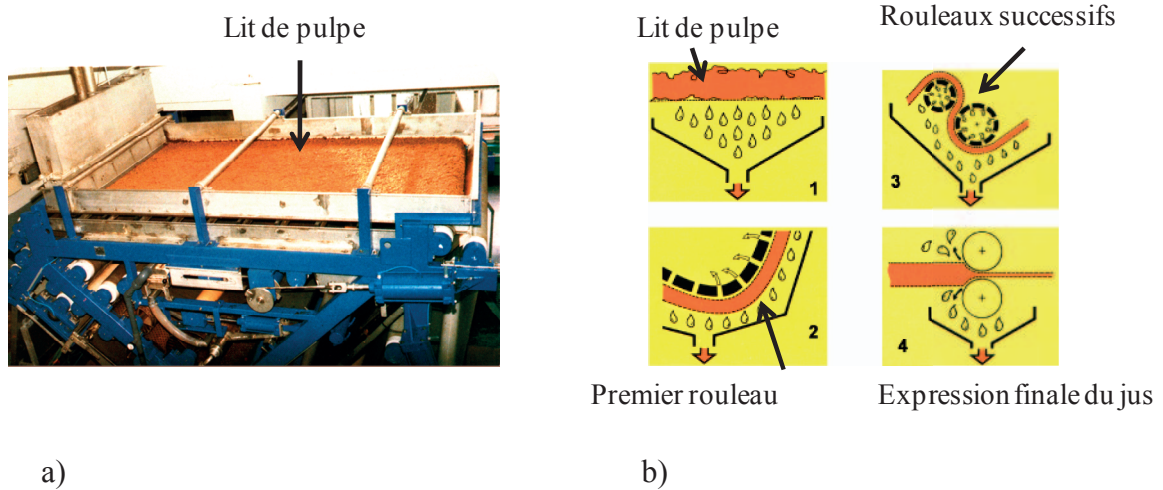 Lit de pulpe
Lit de pulpe
Rouleaux successifs
1
3
2
4
Premier rouleau
Expression finale du jus
a)
b)